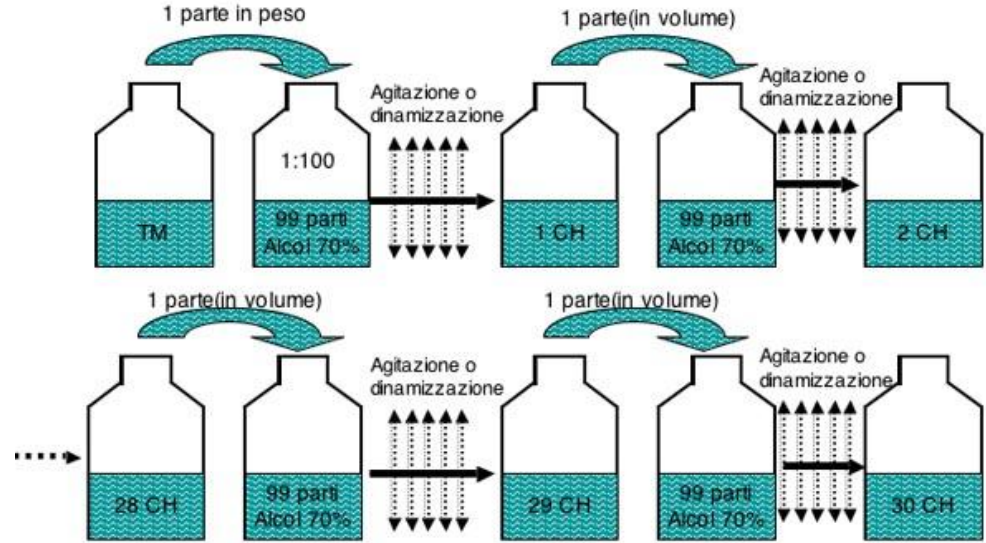 1 parte in peso
1 parte(in volume)
Agitazione o
dinamizzazione
Agitazione o
dinamizzazione
1:100
TM
99 parti
Alcol 70%
1 CH
99 parti
Alcol 70%
2 CH
1 parte(in volume)
1 parte(in volume)
Agitazione o
dinamizzazione
Agitazione o
dinamizzazione
28 CH
99 parti
Alcol 70%
29 CH
99 parti
Alcol 70%
30 CH